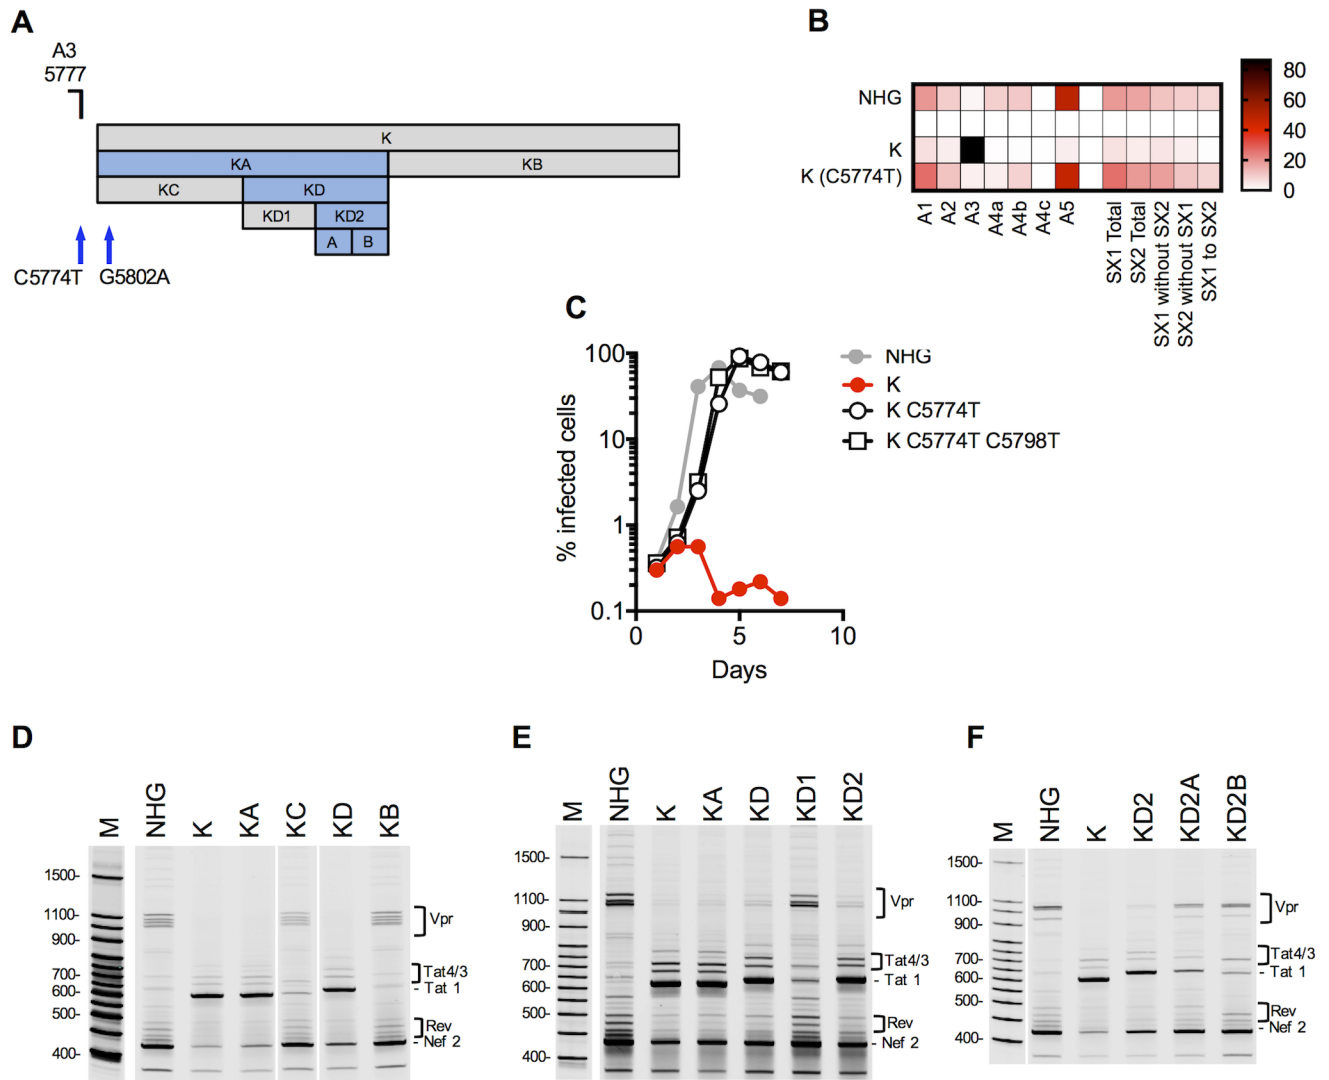 A
A3
5777
K
KA
KB
KC
KD
KD1
KD2
A
B
C5774T
G5802A
B
NHG
K
K (C5774T)
A1
A2
A3
A4a
A4b
A4c
A5
SX1 Total
SX2 Total
SX1 without SX2
SX2 without SX1
SX1 to SX2
80
60
40
20
0
C
% infected cells
100
10
1
0.1
0
5
10
Days
NHG
K
K C5774T
K C5774T C5798T
D
M
NHG
K
KA
KC
KD
KB
1500-
1100-
900-
700-
600-
500-
400-
Vpr
Tat4/3
- Tat 1
Rev
- Nef 2
E
M
NHG
K
KA
KD
KD1
KD2
1500-
1100-
900-
700-
600-
500-
400-
Vpr
Tat4/3
- Tat 1
Rev
- Nef 2
F
M
NHG
K
KD2
KD2A
KD2B
1500-
1100-
900-
700-
600-
500-
400-
Vpr
Tat4/3
- Tat 1
Rev
- Nef 2